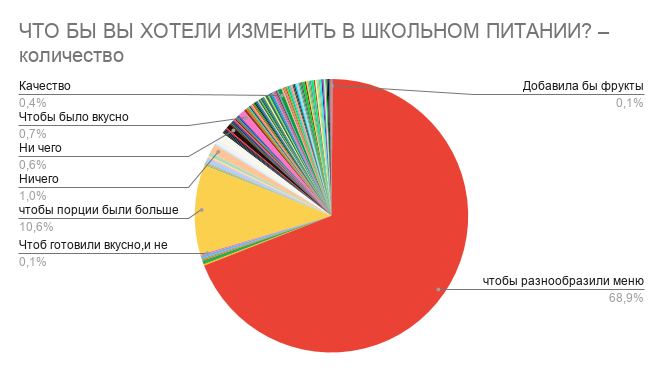 ЧТО БЫ ВЫ ХОТЕЛИ ИЗМЕНИТЬ В ШКОЛЬНОМ ПИТАНИИ? –
количество
Качество
0,4%
Чтобы было вкусно
0,7%
Ни чего
0,6%
Ничего
1,0%
чтобы порции были больше
10,6%
Чтоб готовили вкусно,и не
0,1%
Добавила бы фрукты
0,1%
чтобы разнообразили меню
68,9%